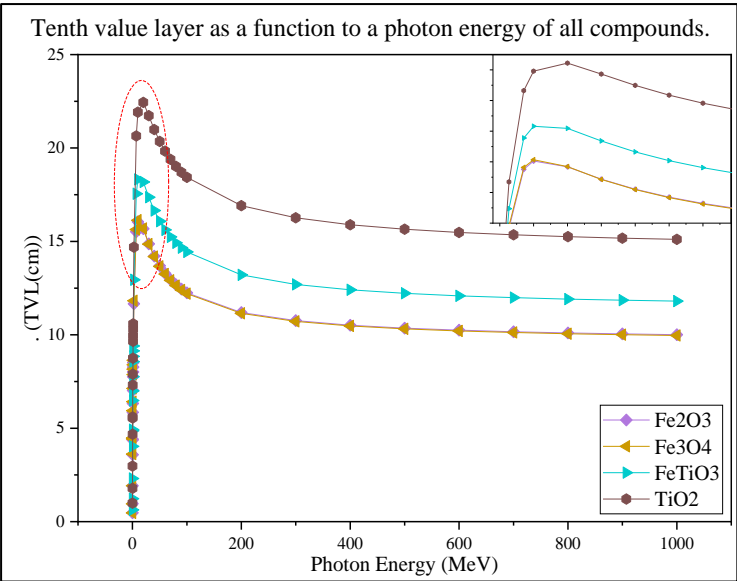 Tenth value layer as a function to a photon energy of all compounds.
25
20
15
10
5
0
. (TVL(cm))
0 200 400 600 800 1000
Photon Energy (MeV)
Fe2O3
Fe3O4
FeTiO3
TiO2